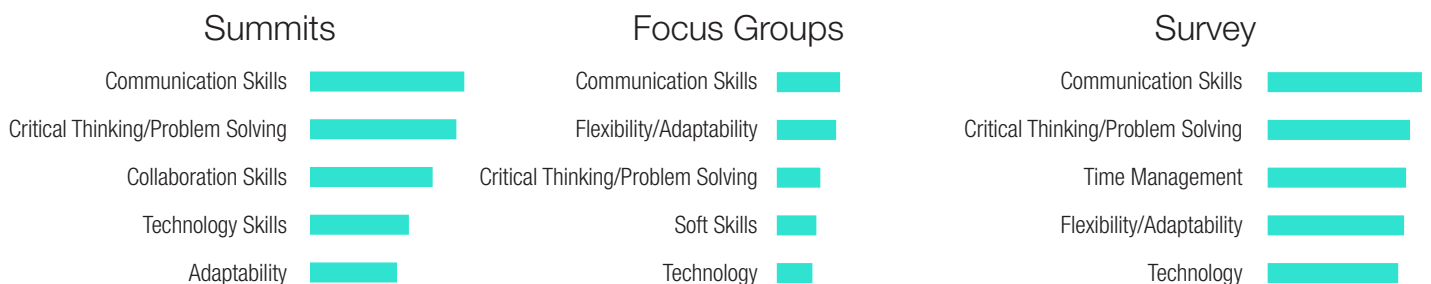 Summits
Communication Skills
Critical Thinking/Problem Solving
Collaboration Skills
Technology Skills
Adaptability
Focus Groups
Communication Skills
Flexibility/Adaptability
Critical Thinking/Problem Solving
Soft Skills
Technology
Survey
Communication Skills
Critical Thinking/Problem Solving
Time Management
Flexibility/Adaptability
Technology